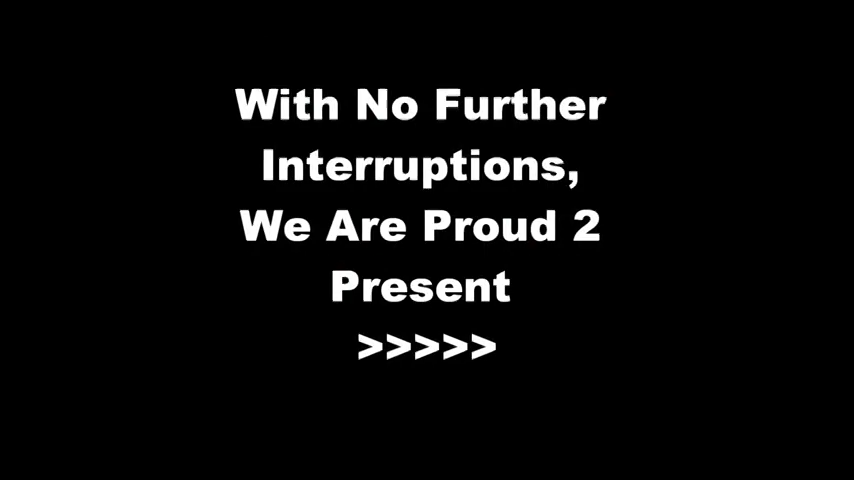 With No Further
Interruptions,
We Are Proud 2
Present
>>>>>